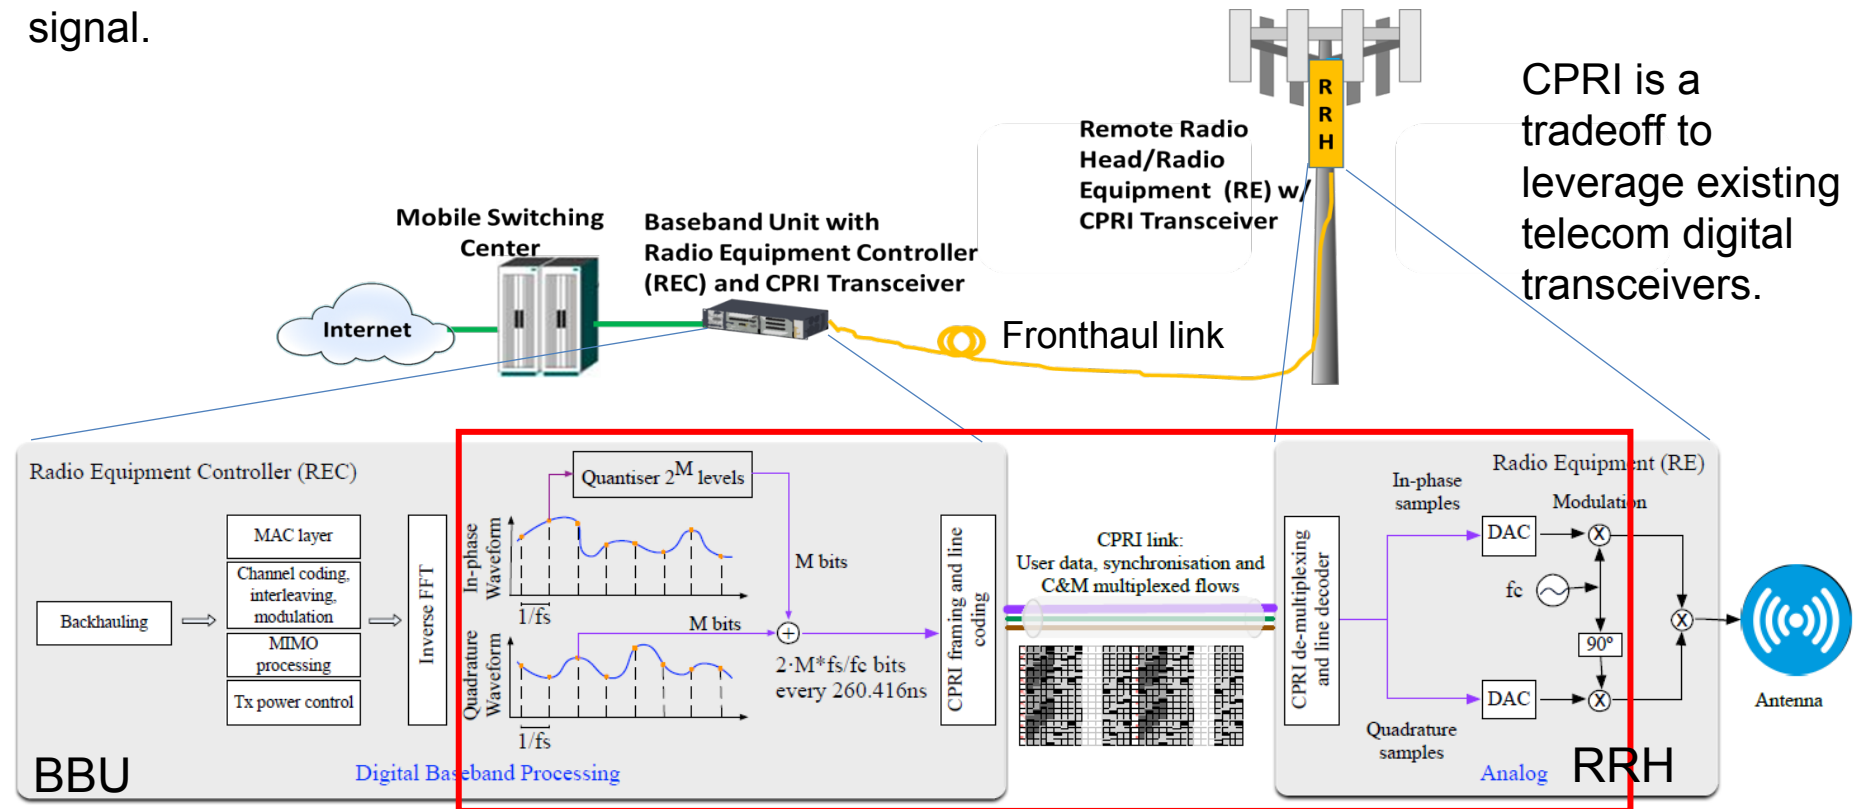 signal.
CPRI is a
tradeoff to
leverage existing
telecom digital
transceivers.
R
R
H
Remote Radio
Head/Radio
Equipment (RE) w/
CPRI Transceiver
Mobile Switching
Center
Baseband Unit with
Radio Equipment Controller
(REC) and CPRI Transceiver
Internet
Fronthaul link
Radio Equipment Controller (REC)
Backhauling
MAC layer
Channel coding,
interleaving,
modulation
MIMO
processing
Tx power control
Inverse FFT
In-phase
Waveform
1/fs
Quadrature
Waveform
1/fs
Quantiser 2^M levels
M bits
M bits
+
2·M*fs/fc bits
every 260.416ns
CPRI framing and line
coding
BBU
Digital Baseband Processing
CPRI link:
User data, synchronisation and
C&M multiplexed flows
Radio Equipment (RE)
CPRI de-multiplexing
and line decoder
In-phase
samples
Modulation
DAC
X
fc
90º
X
DAC
X
Quadrature
samples
Analog
RRH
Antenna